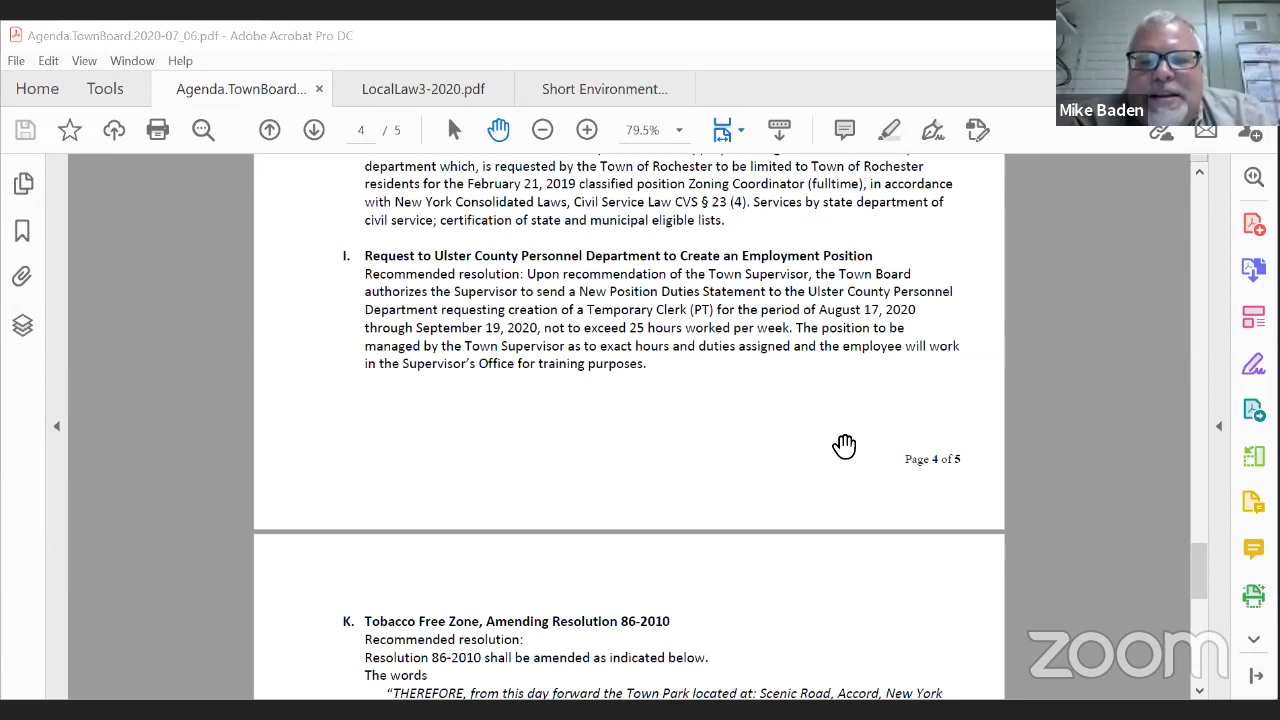 Agenda.TownBoard.2020-07_06.pdf - Adobe Acrobat Pro DC
File Edit View Window Help
Home Tools Agenda.TownBoard... × LocalLaw3-2020.pdf Short Environment...
4 / 5 79.5%
Mike Baden
department which, is requested by the Town of Rochester to be limited to Town of Rochester
residents for the February 21, 2019 classified position Zoning Coordinator (fulltime), in accordance
with New York Consolidated Laws, Civil Service Law CVS § 23 (4). Services by state department of
civil service; certification of state and municipal eligible lists.
I. Request to Ulster County Personnel Department to Create an Employment Position
Recommended resolution: Upon recommendation of the Town Supervisor, the Town Board
authorizes the Supervisor to send a New Position Duties Statement to the Ulster County Personnel
Department requesting creation of a Temporary Clerk (PT) for the period of August 17, 2020
through September 19, 2020, not to exceed 25 hours worked per week. The position to be
managed by the Town Supervisor as to exact hours and duties assigned and the employee will work
in the Supervisor's Office for training purposes.
Page 4 of 5
K. Tobacco Free Zone, Amending Resolution 86-2010
Recommended resolution:
Resolution 86-2010 shall be amended as indicated below.
The words
"THEREFORE, from this day forward the Town Park located at: Scenic Road, Accord, New York
zoom